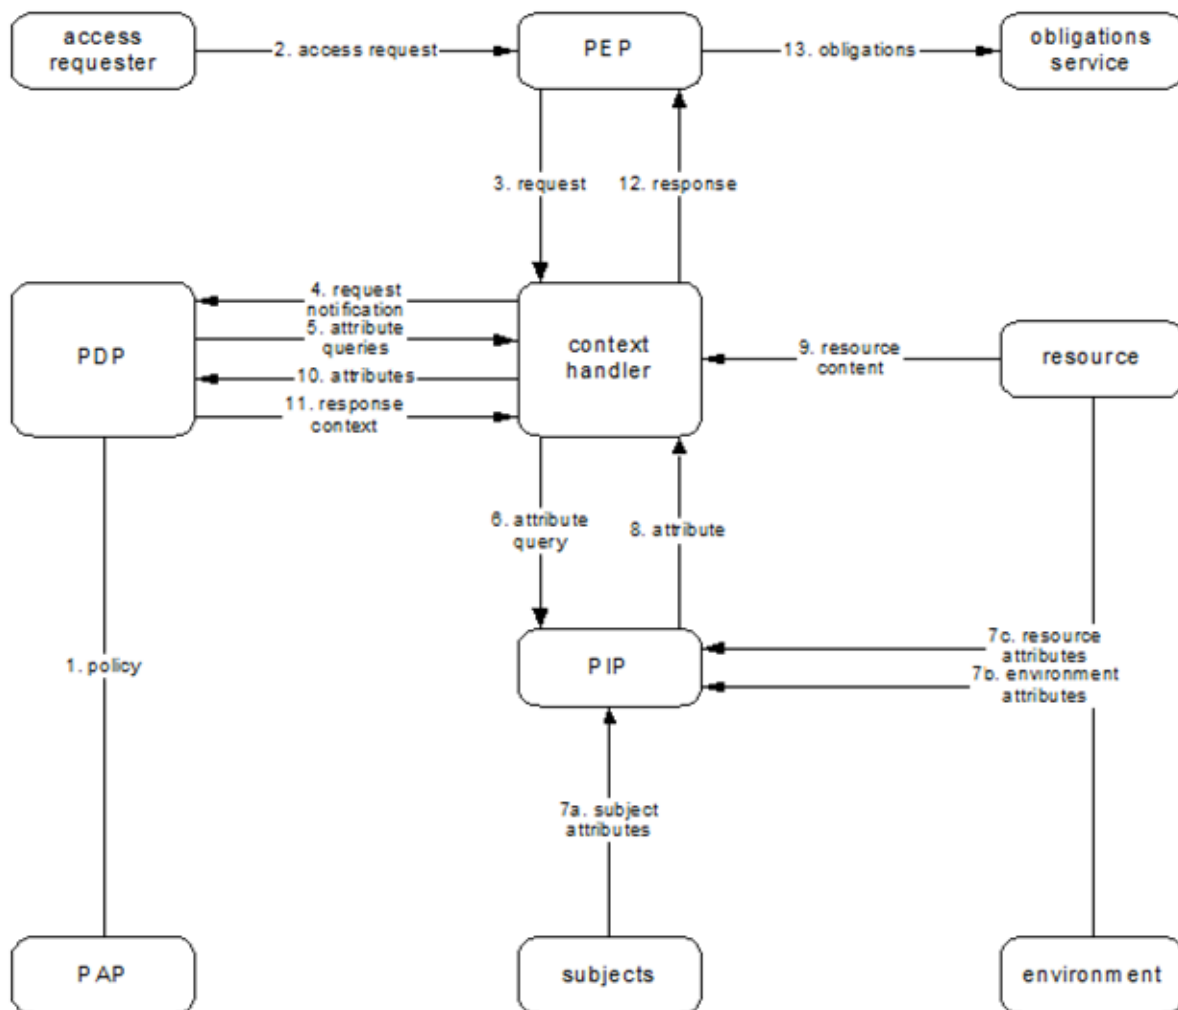 access
requester
2. access request
PEP
13. obligations
obligations
service
3. request
12. response
PDP
4. request
notification
5. attribute
queries
10. attributes
11. response
context
context
handler
9. resource
content
resource
6. attribute
query
8. attribute
1. policy
PIP
7c. resource
attributes
7b. environment
attributes
7a. subject
attributes
PAP
subjects
environment